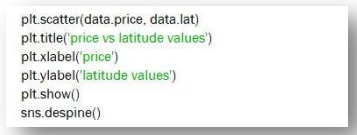 plt.scatter(data.price, data.lat)
plt.title('price vs latitude values')
plt.xlabel('price')
plt.ylabel('latitude values')
plt.show()
sns.despine()